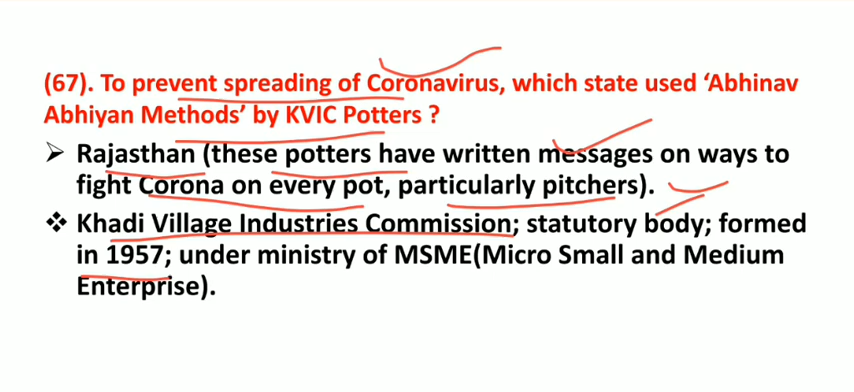 (67). To prevent spreading of Coronavirus, which state used ‘Abhinav
Abhiyan Methods’ by KVIC Potters ?
➢ Rajasthan (these potters have written messages on ways to
fight Corona on every pot, particularly pitchers).
❖ Khadi Village Industries Commission; statutory body; formed
in 1957; under ministry of MSME(Micro Small and Medium
Enterprise).